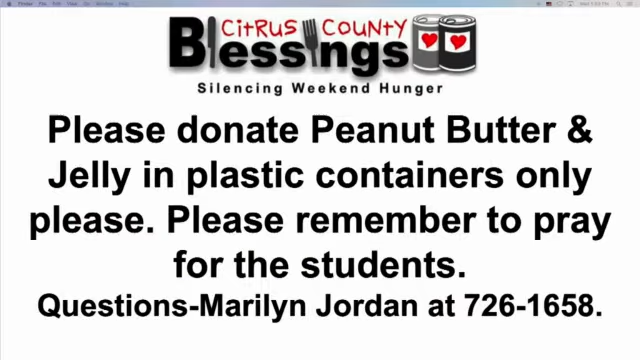 CiTRUS COUNTY
Blessings
Silencing Weekend Hunger
Please donate Peanut Butter &
Jelly in plastic containers only
please. Please remember to pray
for the students.
Questions-Marilyn Jordan at 726-1658.